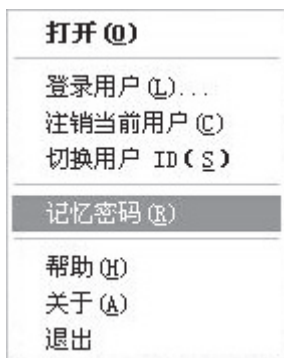 打开(O)
登录用户(L)...
注销当前用户(C)
切换用户 ID(S)
记忆密码(R)
帮助(H)
关于(A)
退出